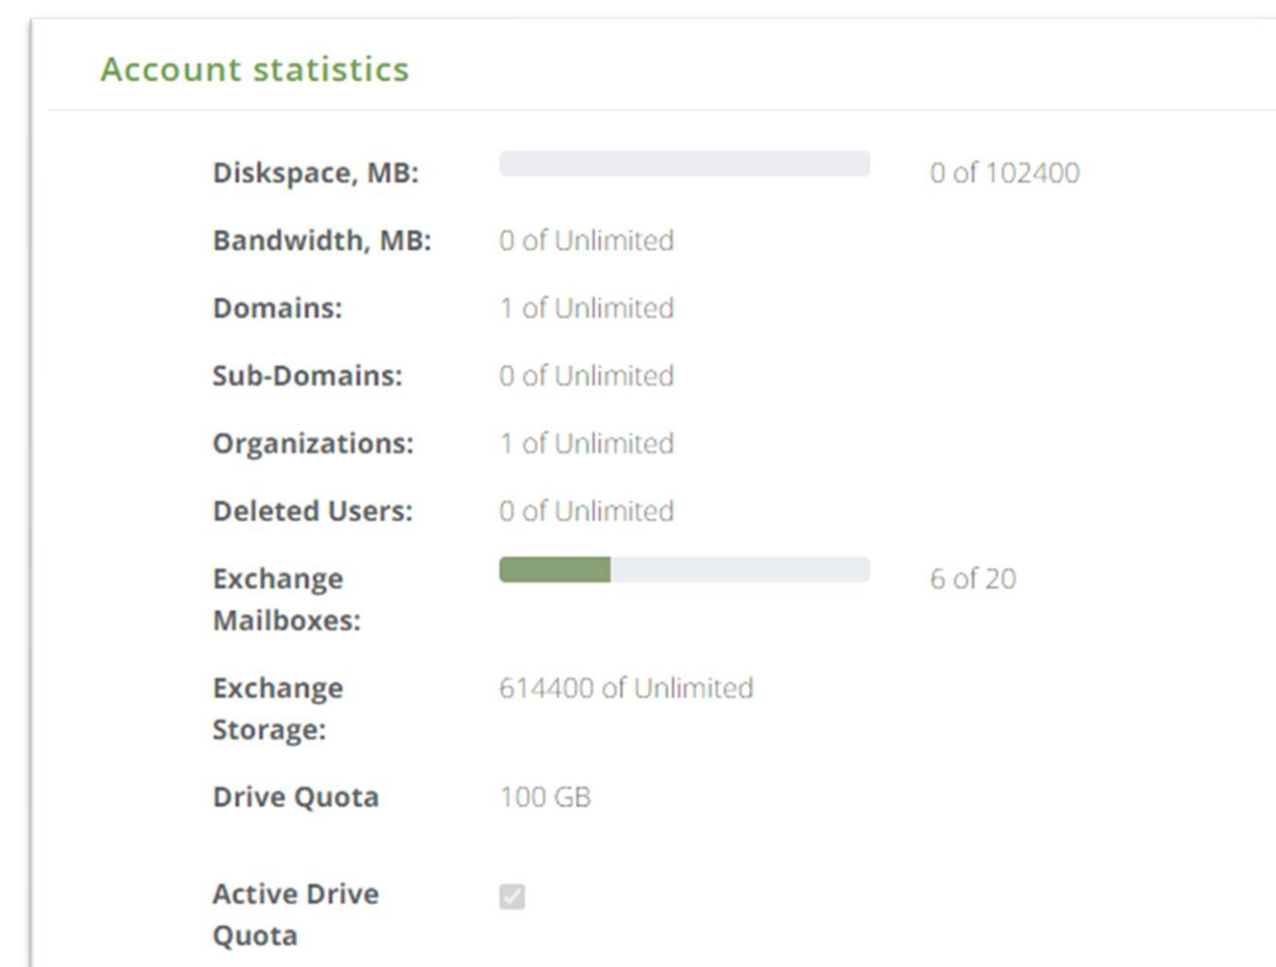 Account statistics
Diskspace, MB: 0 of 102400
Bandwidth, MB: 0 of Unlimited
Domains: 1 of Unlimited
Sub-Domains: 0 of Unlimited
Organizations: 1 of Unlimited
Deleted Users: 0 of Unlimited
Exchange 6 of 20
Mailboxes:
Exchange 614400 of Unlimited
Storage:
Drive Quota 100 GB
Active Drive
Quota